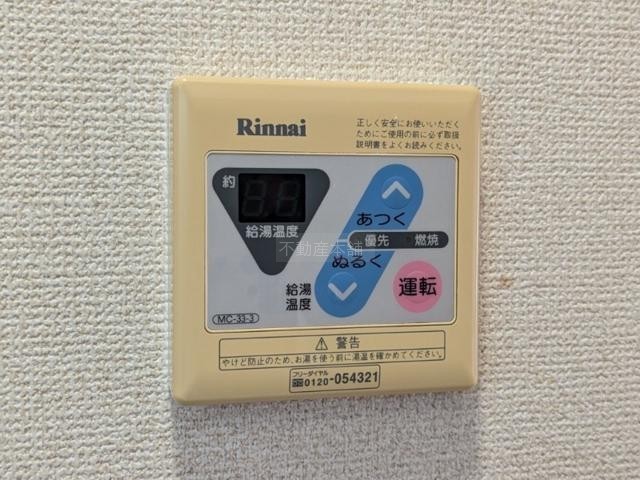 Rinnai
正しく安全にお使いいただく
ためにご使用の前に必ず取扱
説明書をよくお読みください。
約
給湯温度
あつく
優先 燃焼
不動産本舗
ぬるく
給湯
温度
運転
MC-33-3
⚠警告
やけど防止のため、お湯を使う前に湯温を確かめてください。
フリーダイヤル
0120-054321